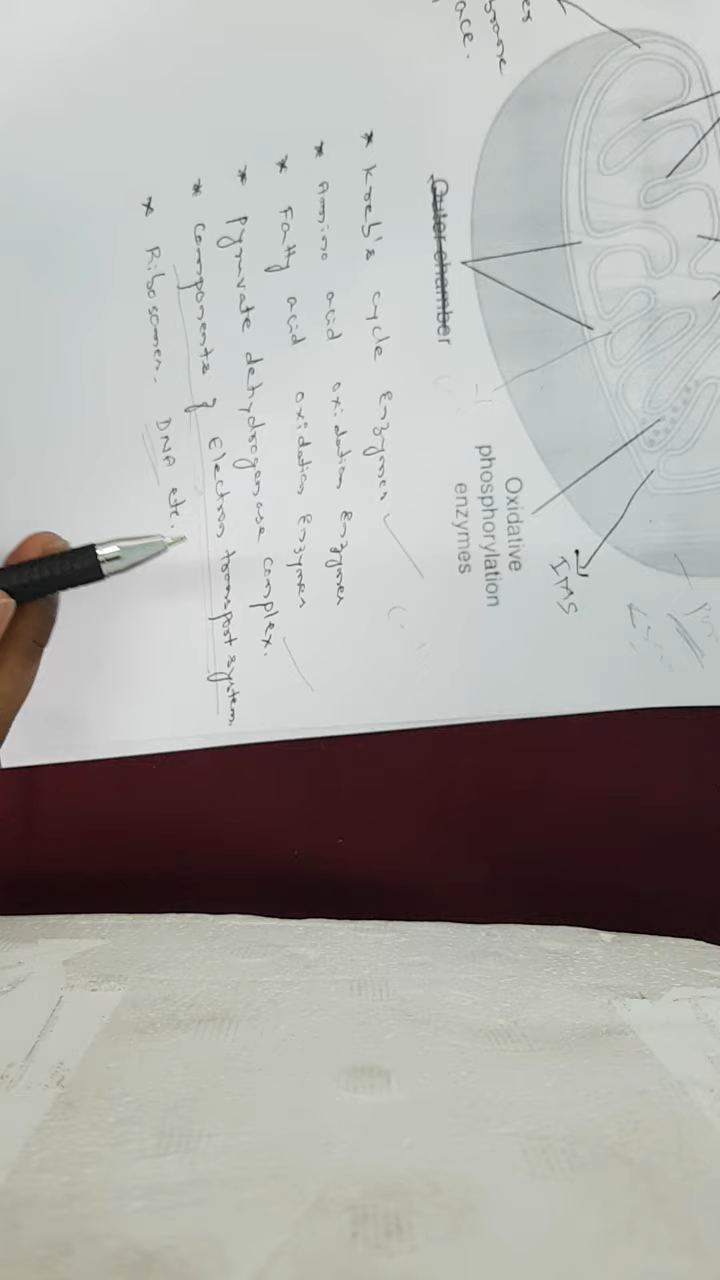 Outer chamber
Oxidative
phosphorylation
enzymes
IMS
* Kreb's cycle Enzymes
* Amino acid oxidation Enzymes
* Fatty acid oxidation Enzymes
* Pyruvate dehydrogenase complex.
* Components of Electron transport system.
* Ribosomes. DNA etc.